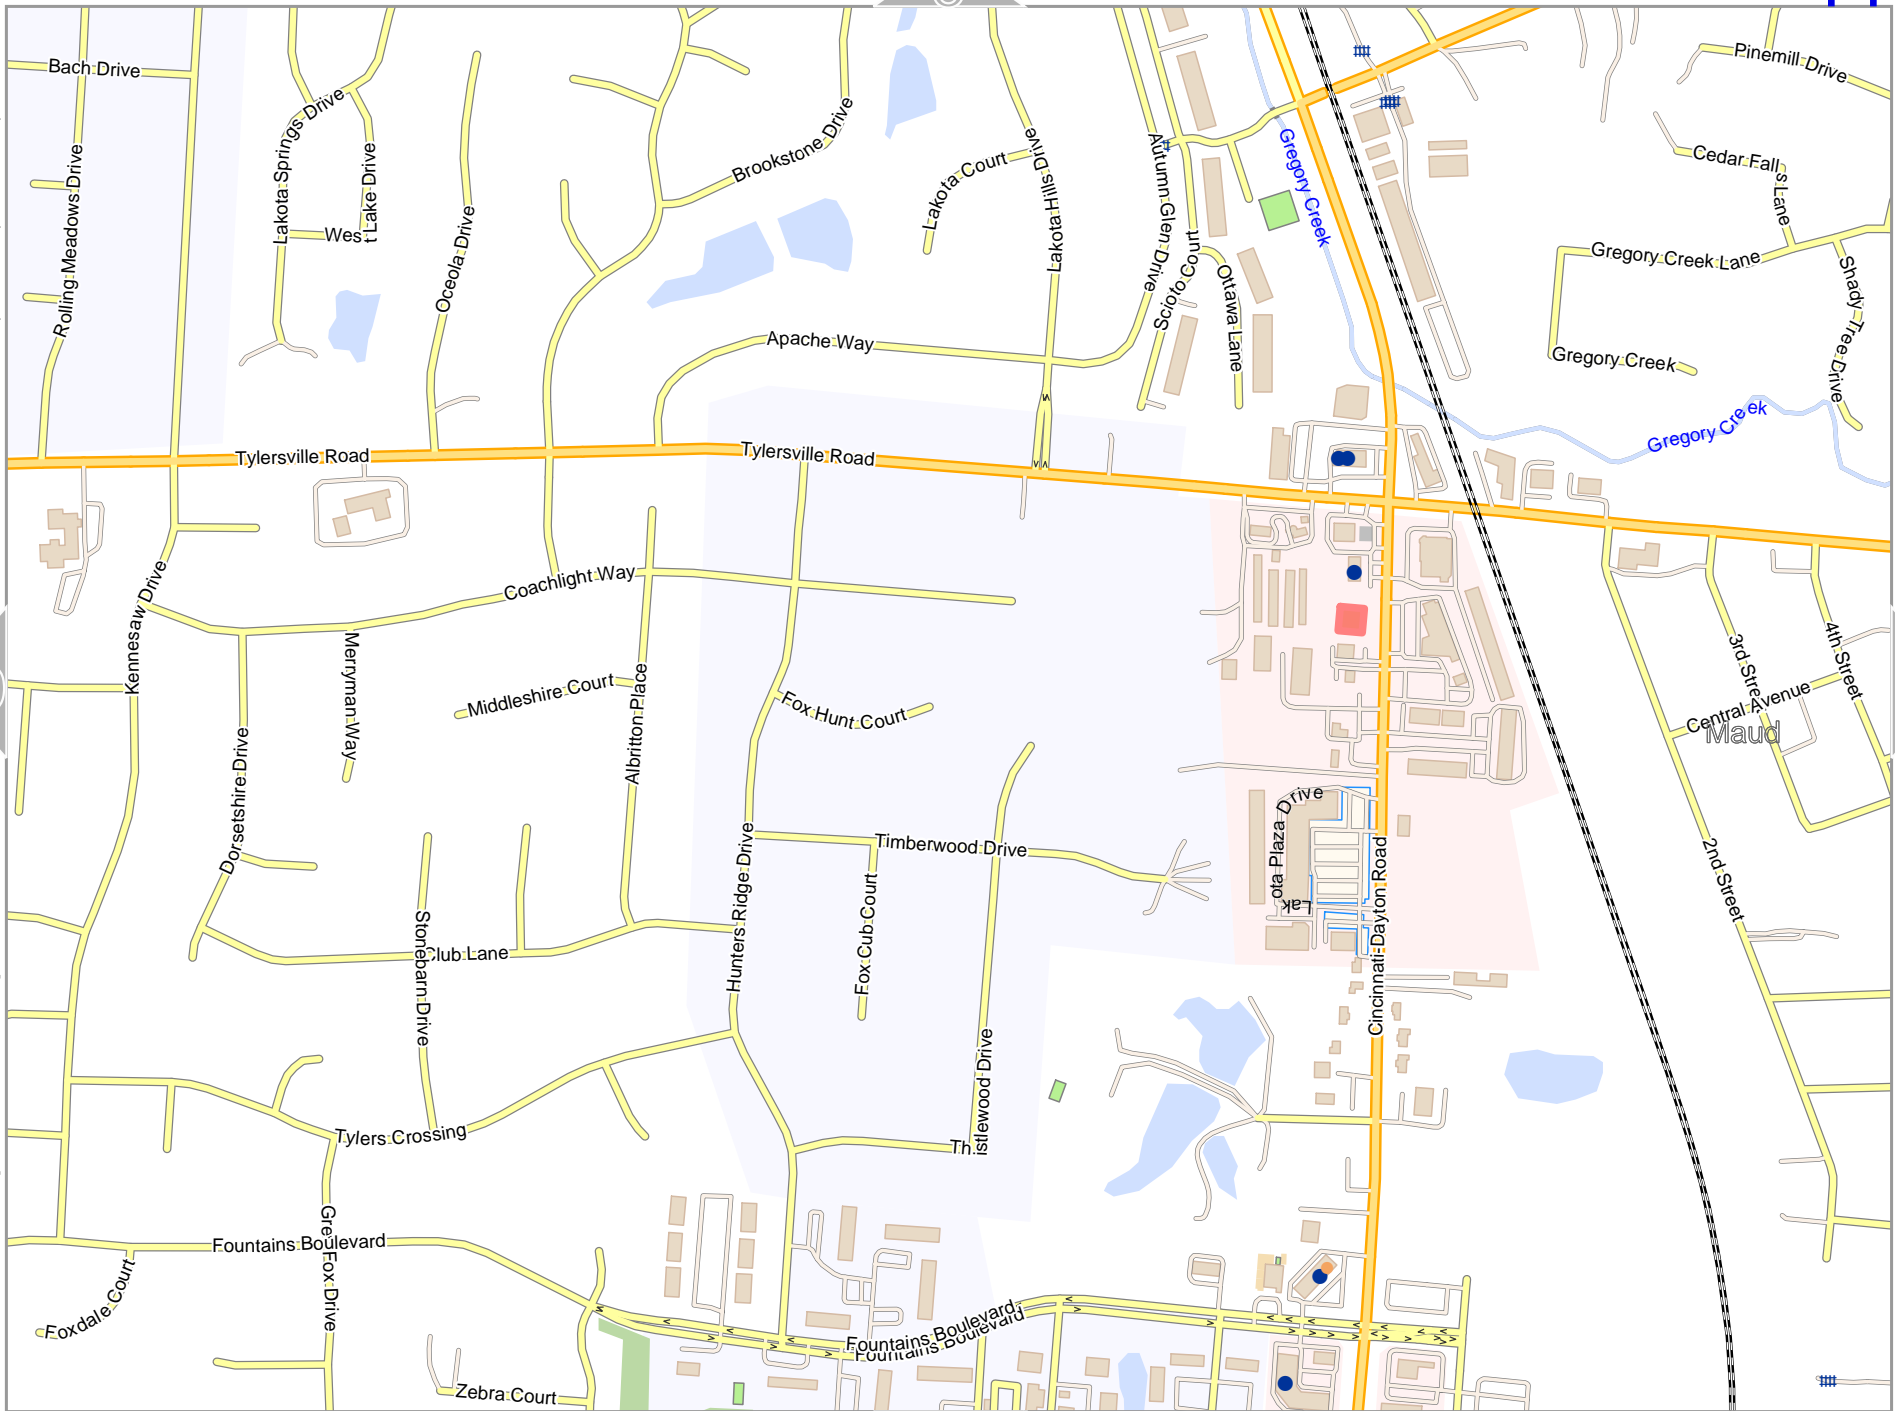 Bach Drive
Pinemill Drive
Lakota Springs Drive
West Lake Drive
Rolling Meadows Drive
Oceola Drive
Brookstone Drive
Lakota Court
Lakota Hills Drive
Autumn Glen Drive
Scioto Court
Ottawa Lane
Gregory Creek
Cedar Falls Lane
Gregory Creek Lane
Shady Tree Drive
Gregory Creek
Gregory Creek
Apache Way
Tylersville Road
Tylersville Road
Kennesaw Drive
Coachlight Way
Merryman Way
Middleshire Court
Albritton Place
Fox Hunt Court
Dorsetshire Drive
3rd Street
4th Street
Central Avenue
Maud
2nd Street
Lakota Plaza Drive
Cincinnati-Dayton Road
Timberwood Drive
Hunters Ridge Drive
Fox Cub Court
Club Lane
Stonebarn Drive
Thistlewood Drive
Tylers Crossing
Grey Fox Drive
Fountains Boulevard
Foxdale Court
Fountains Boulevard
Fountains Boulevard
Zebra Court